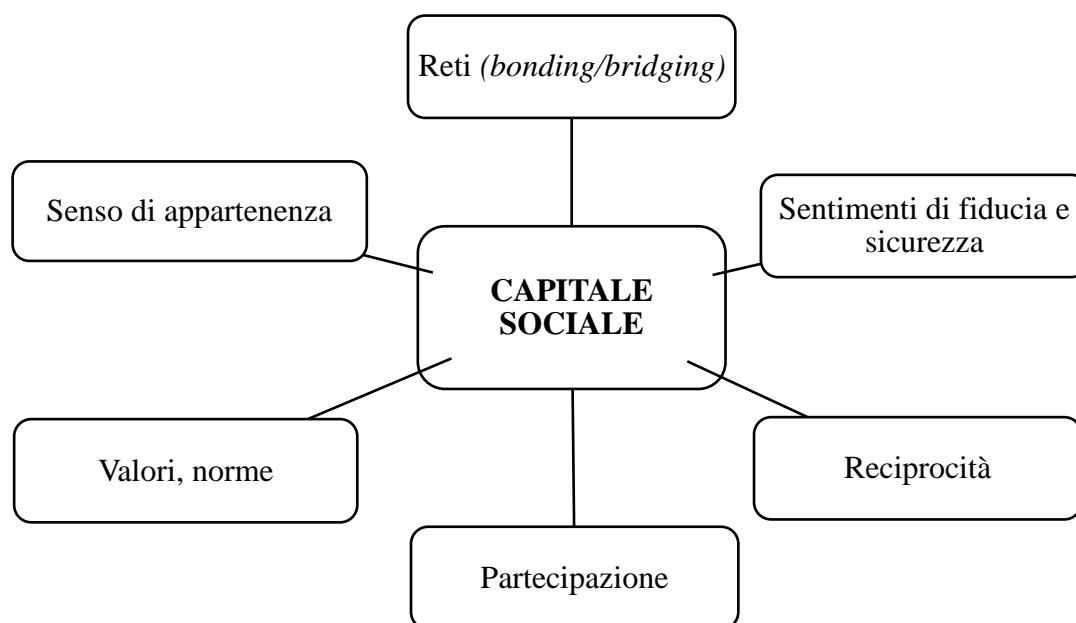 Reti (bonding/bridging)
Senso di appartenenza
Sentimenti di fiducia e
sicurezza
CAPITALE
SOCIALE
Valori, norme
Reciprocità
Partecipazione